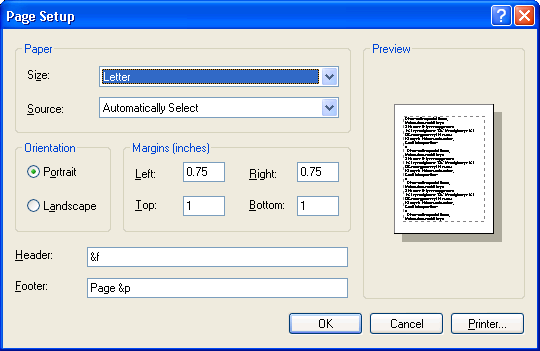 Page Setup
Paper
Size: Letter
Source: Automatically Select
Orientation
Portrait
Landscape
Margins (inches)
Left: 0.75 Right: 0.75
Top: 1 Bottom: 1
Header: &f
Footer: Page &p
Preview
OK Cancel Printer...